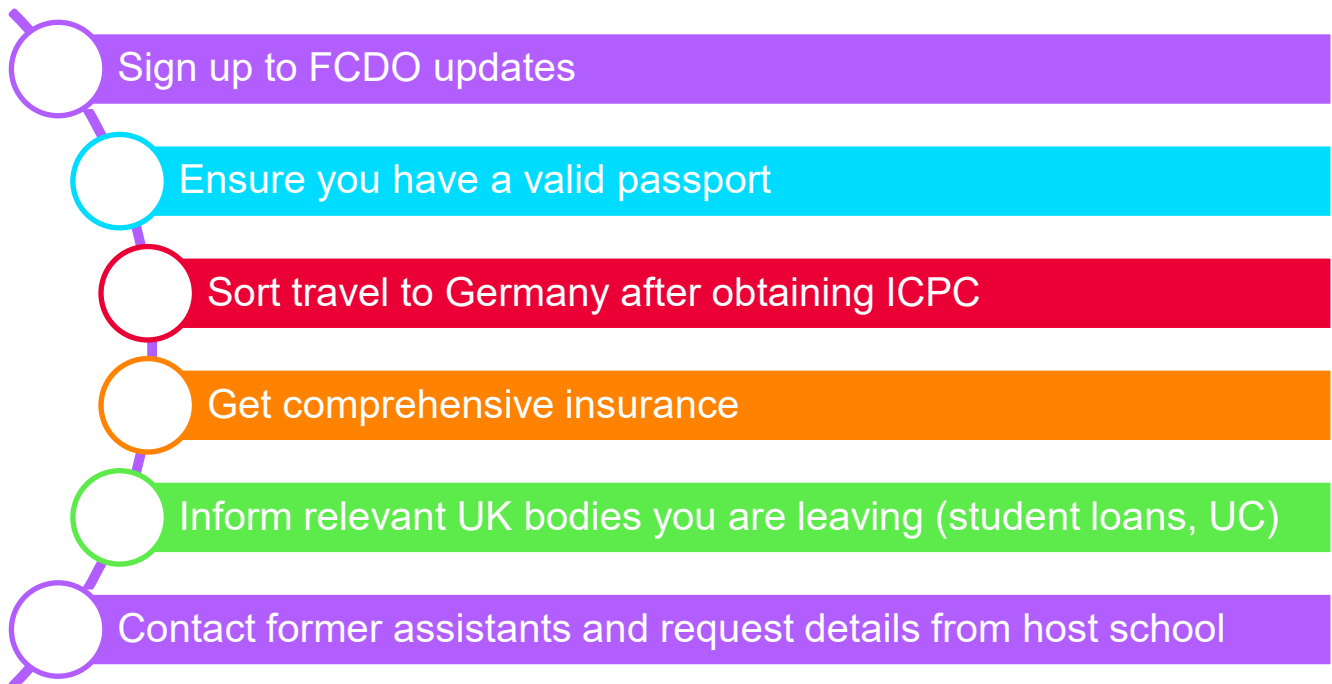 Sign up to FCDO updates
Ensure you have a valid passport
Sort travel to Germany after obtaining ICPC
Get comprehensive insurance
Inform relevant UK bodies you are leaving (student loans, UC)
Contact former assistants and request details from host school